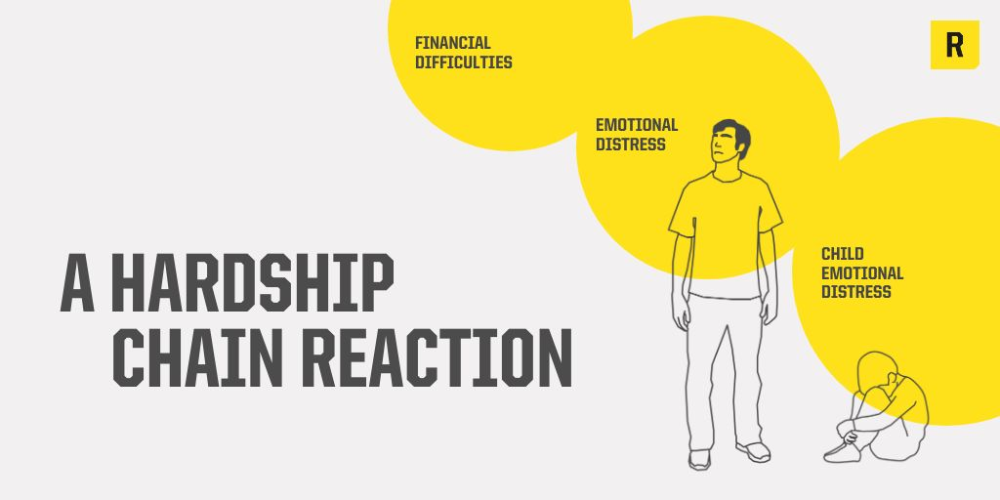 FINANCIAL
DIFFICULTIES
R
EMOTIONAL
DISTRESS
CHILD
EMOTIONAL
DISTRESS
A HARDSHIP
CHAIN REACTION